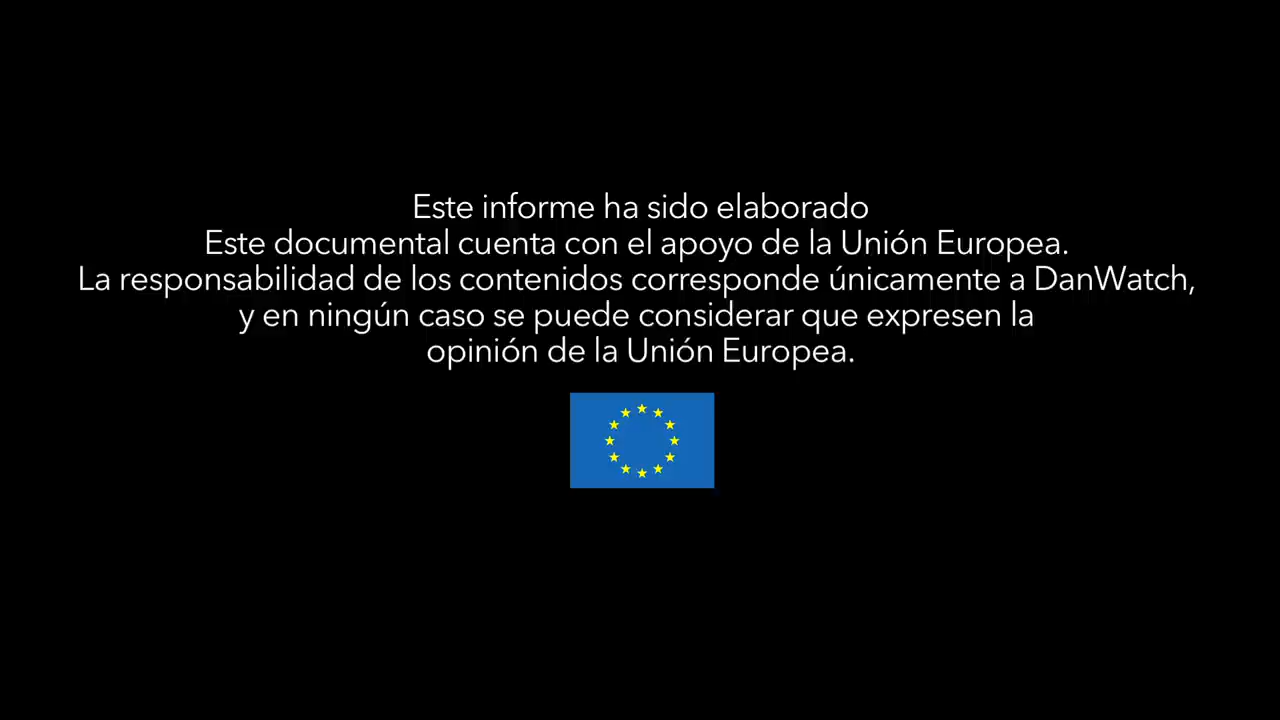 Este informe ha sido elaborado
Este documental cuenta con el apoyo de la Unión Europea.
La responsabilidad de los contenidos corresponde únicamente a DanWatch,
y en ningún caso se puede considerar que expresen la
opinión de la Unión Europea.